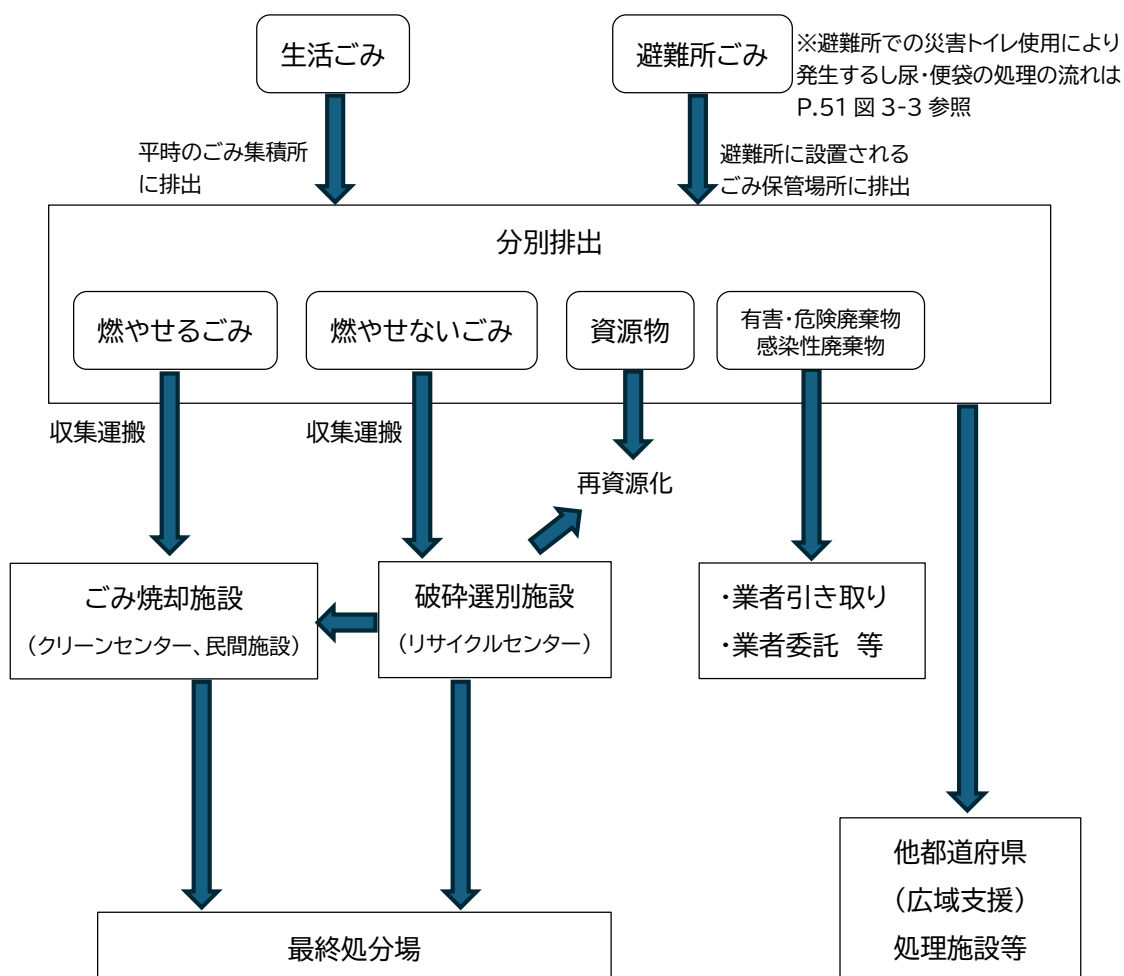 生活ごみ
避難所ごみ
※避難所での災害トイレ使用により
発生するし尿・便袋の処理の流れは
P.51 図 3-3 参照
平時のごみ集積所
に排出
避難所に設置される
ごみ保管場所に排出
分別排出
燃やせるごみ
燃やせないごみ
資源物
有害・危険廃棄物
感染性廃棄物
収集運搬
収集運搬
再資源化
ごみ焼却施設
（クリーンセンター、民間施設）
破砕選別施設
（リサイクルセンター）
・業者引き取り
・業者委託　等
他都道府県
（広域支援）
処理施設等
最終処分場